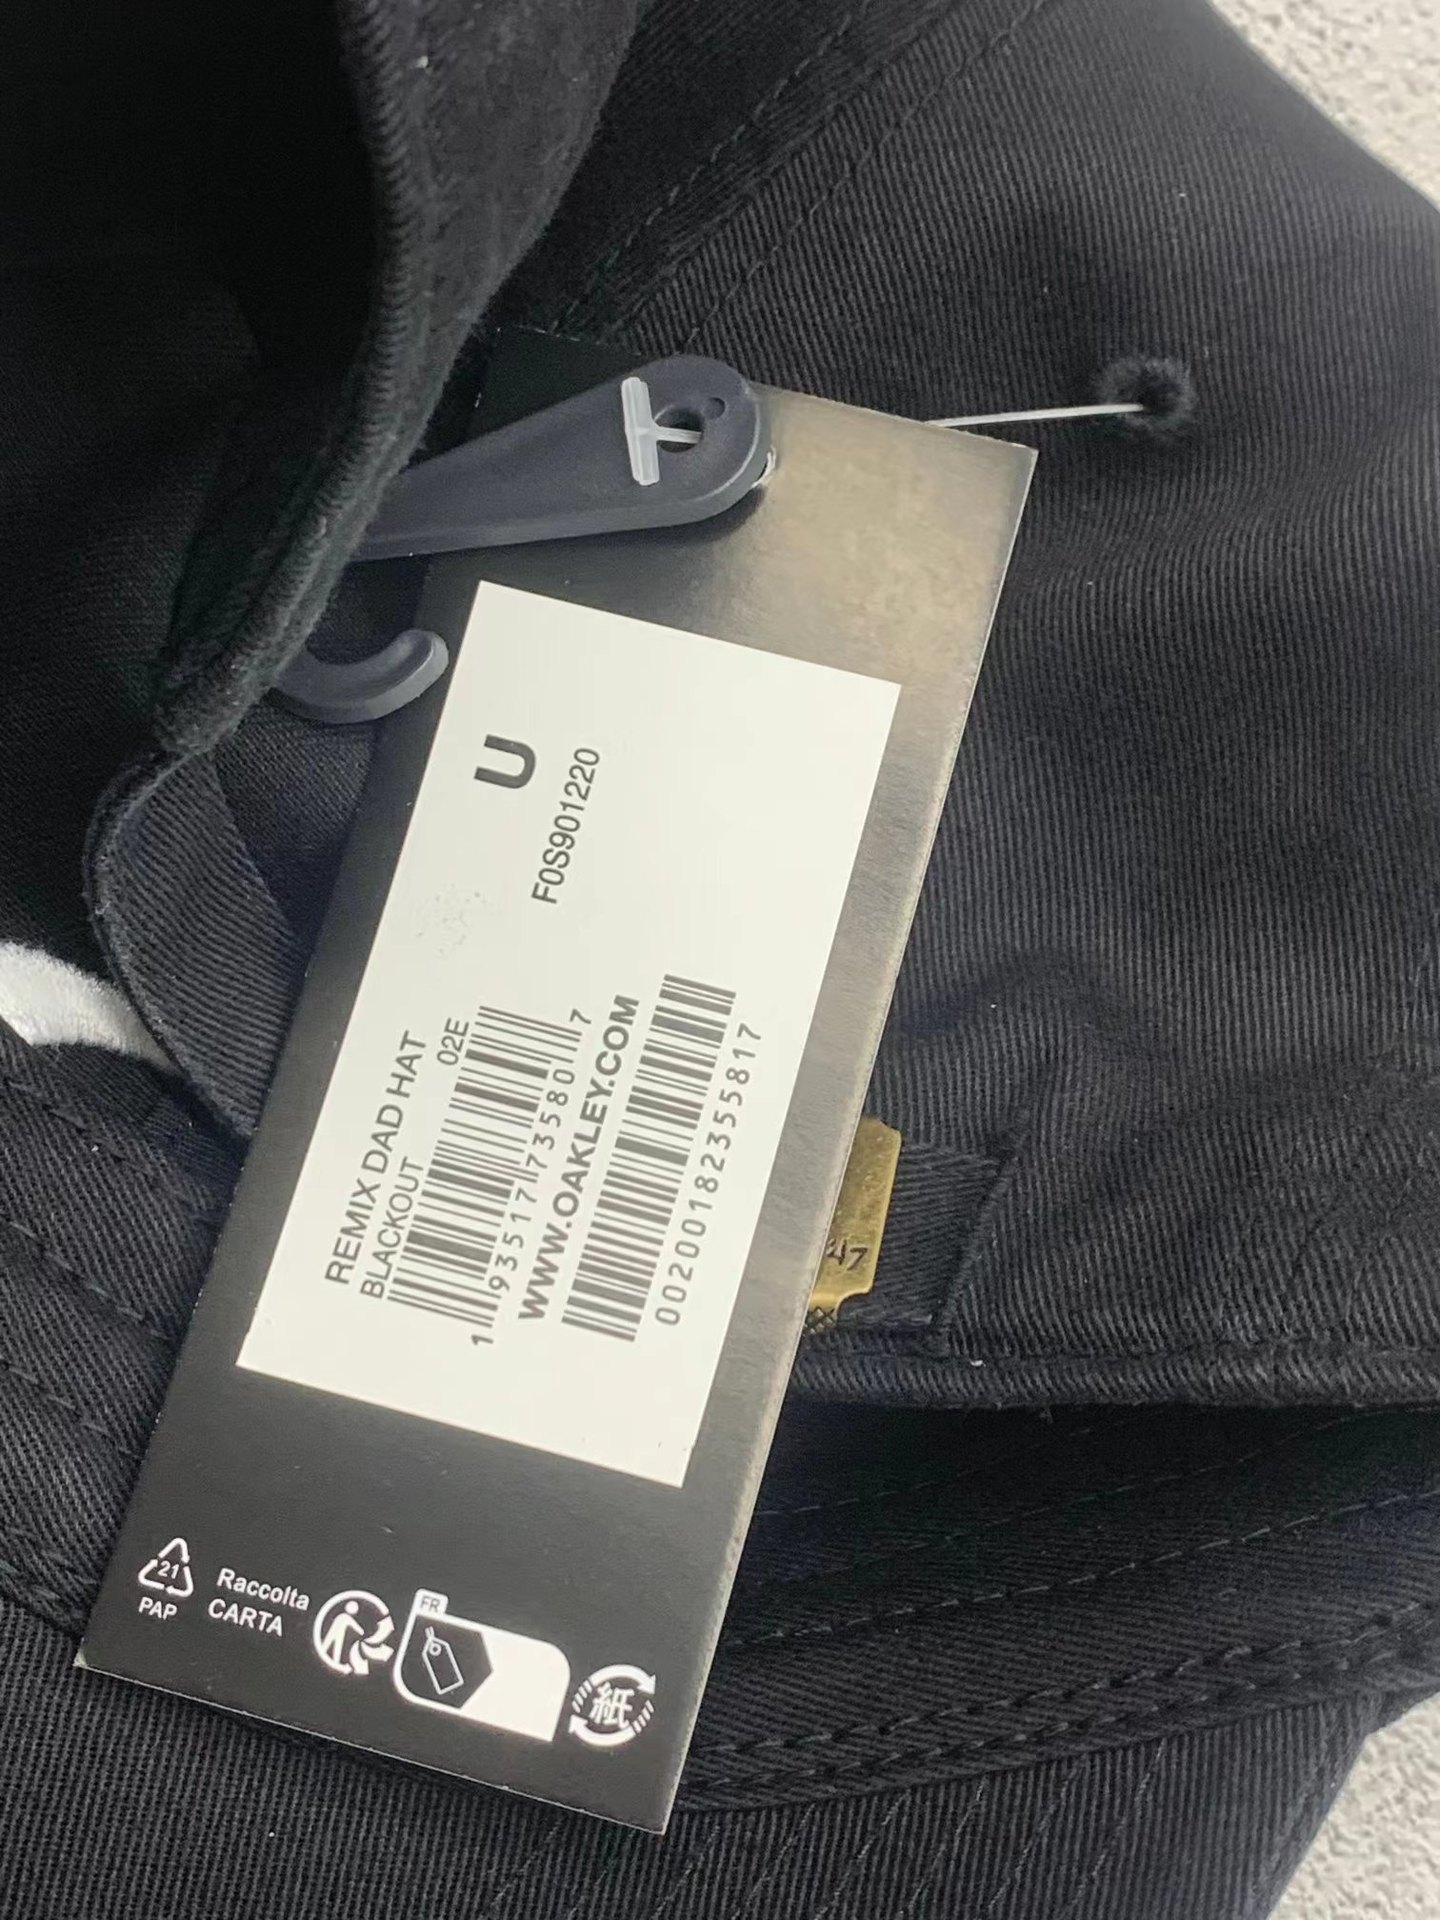 U
F0S901220
REMIX DAD HAT
BLACKOUT 02E
1 93517 73580 7
WWW.OAKLEY.COM
00200182355817
21
PAP
Raccolta
CARTA
FR
紙
47